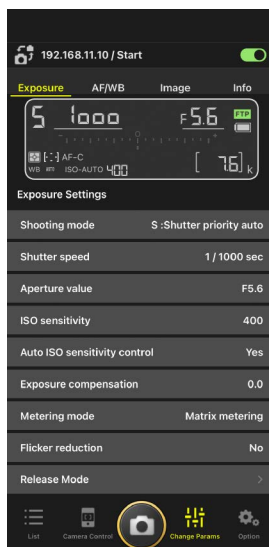 192.168.11.10 / Start
Exposure AF/WB Image Info
S 1000 F5.6 FTP
AF-C
WB ISO-AUTO 400 [ 7.6] k
Exposure Settings
Shooting mode S :Shutter priority auto
Shutter speed 1 / 1000 sec
Aperture value F5.6
ISO sensitivity 400
Auto ISO sensitivity control Yes
Exposure compensation 0.0
Metering mode Matrix metering
Flicker reduction No
Release Mode
List Camera Control Change Params Option